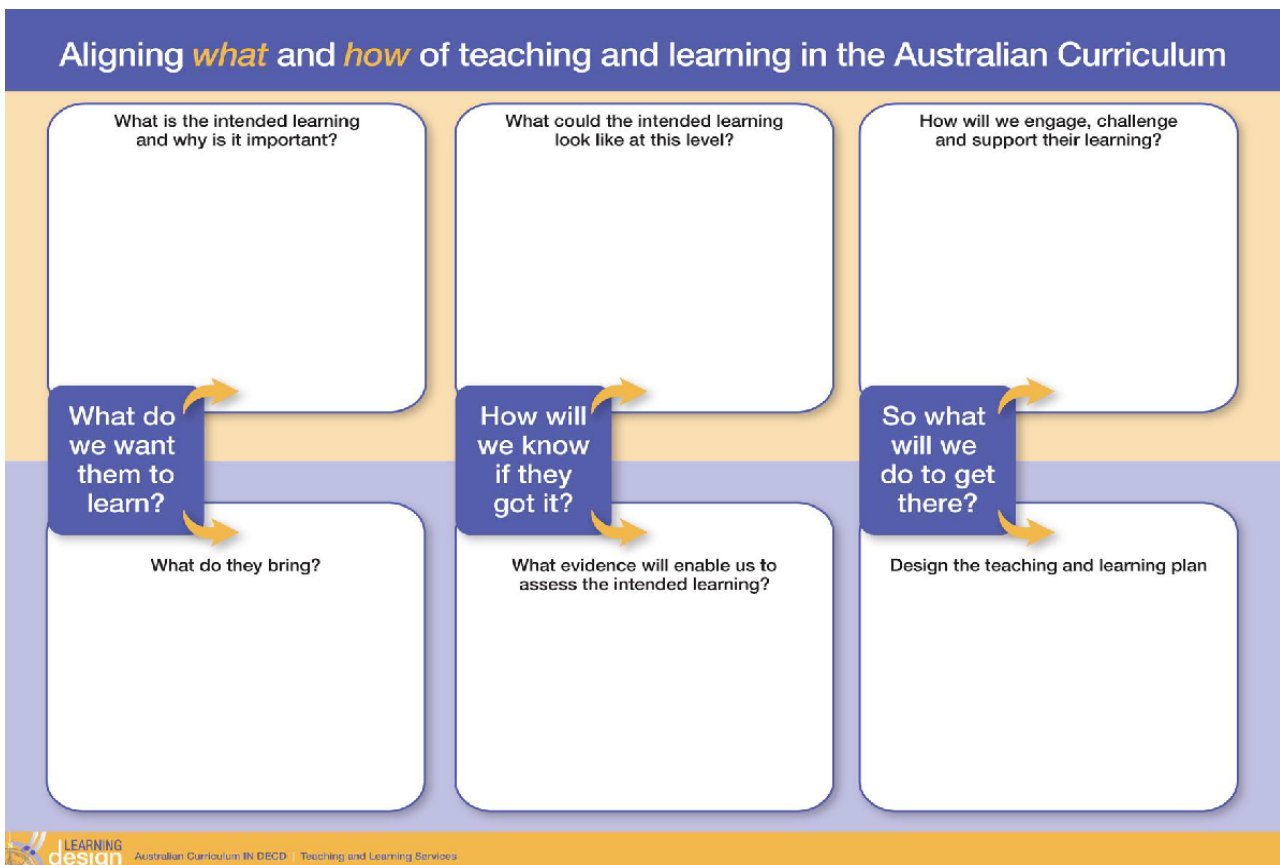 Aligning what and how of teaching and learning in the Australian Curriculum
What is the intended learning
and why is it important?
What do
we want
them to
learn?
What do they bring?
What could the intended learning
look like at this level?
How will
we know
if they
got it?
What evidence will enable us to
assess the intended learning?
How will we engage, challenge
and support their learning?
So what
will we
do to get
there?
Design the teaching and learning plan
LEARNING
design
Australian Curriculum IN DECD | Teaching and Learning Services